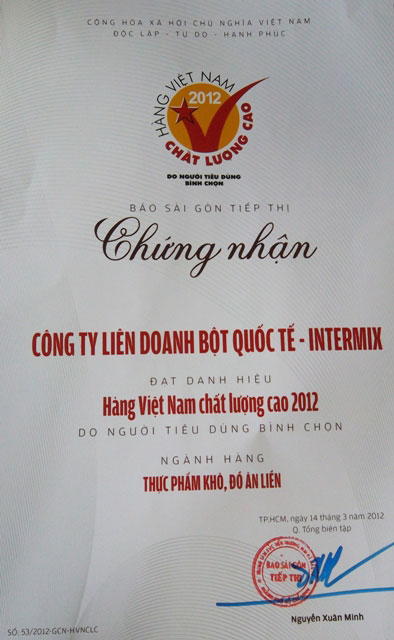 CỘNG HÒA XÃ HỘI CHỦ NGHĨA VIỆT NAM
ĐỘC LẬP - TỰ DO - HẠNH PHÚC
HÀNG VIỆT NAM
2012
CHẤT LƯỢNG CAO
DO NGƯỜI TIÊU DÙNG
BÌNH CHỌN
BÁO SÀI GÒN TIẾP THỊ
Chứng nhận
CÔNG TY LIÊN DOANH BỘT QUỐC TẾ - INTERMIX
ĐẠT DANH HIỆU
Hàng Việt Nam chất lượng cao 2012
DO NGƯỜI TIÊU DÙNG BÌNH CHỌN
NGÀNH HÀNG
THỰC PHẨM KHÔ, ĐỒ ĂN LIỀN
TP.HCM, ngày 14 tháng 3 năm 2012
Q. Tổng biên tập
BÁO SÀI GÒN
TIẾP THỊ
Nguyễn Xuân Minh
SỐ: 53/2012-GCN-HVNCLC